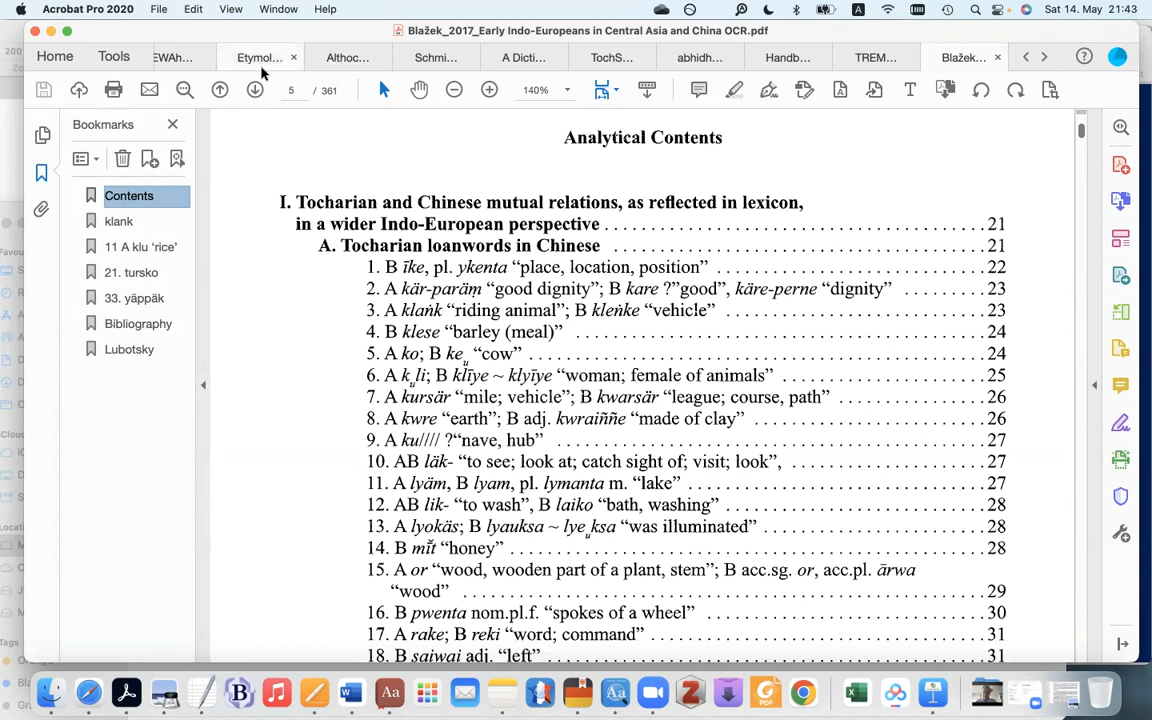 Acrobat Pro 2020 File Edit View Window Help A Sat 14. May 21:43
Blažek_2017_Early Indo-Europeans in Central Asia and China OCR.pdf
Home Tools EWAh... Etymol... × Althoc... Schmi... A Dicti... TochS... abhidh... Handb... TREM... Blažek... ×
5 / 361 140%
Bookmarks
Contents
klank
11 A klu ‘rice’
21. tursko
33. yäppäk
Bibliography
Lubotsky
Analytical Contents
I. Tocharian and Chinese mutual relations, as reflected in lexicon,
in a wider Indo-European perspective . . . . . . . . . . . . . . . . . . . . 21
A. Tocharian loanwords in Chinese . . . . . . . . . . . . . . . . . . . . 21
1. B īke, pl. ykenta “place, location, position” . . . . . . . . . . . . . . . 22
2. A kär-paräṃ “good dignity”; B kare ?”good”, käre-perne “dignity” . . . . . . . 23
3. A klaṅk “riding animal”; B kleṅke “vehicle” . . . . . . . . . . . . . . . 23
4. B klese “barley (meal)” . . . . . . . . . . . . . . . 24
5. A ko; B keᵤ “cow” . . . . . . . . . . . . . . . 24
6. A kᵤli; B klīye ~ klyīye “woman; female of animals” . . . . . . . . . . . . . . . 25
7. A kursär “mile; vehicle”; B kwarsär “league; course, path” . . . . . . . . . . 26
8. A kwre “earth”; B adj. kwraiññe “made of clay” . . . . . . . . . . . . . . . 26
9. A ku//// ?“nave, hub” . . . . . . . . . . . . . . . 27
10. AB läk- “to see; look at; catch sight of; visit; look”, . . . . . . . . . . . . . . . 27
11. A lyäm, B lyam, pl. lymanta m. “lake” . . . . . . . . . . . . . . . 27
12. AB lik- “to wash”, B laiko “bath, washing” . . . . . . . . . . . . . . . 28
13. A lyokäs; B lyauksa ~ lyeᵤkṣa “was illuminated” . . . . . . . . . . . . . . . 28
14. B mīt “honey” . . . . . . . . . . . . . . . 28
15. A or “wood, wooden part of a plant, stem”; B acc.sg. or, acc.pl. ārwa
“wood” . . . . . . . . . . . . . . . 29
16. B pwenta nom.pl.f. “spokes of a wheel” . . . . . . . . . . . . . . . 30
17. A rake; B reki “word; command” . . . . . . . . . . . . . . . 31
18. B saiwai adj. “left” . . . . . . . . . . . . . . . 31